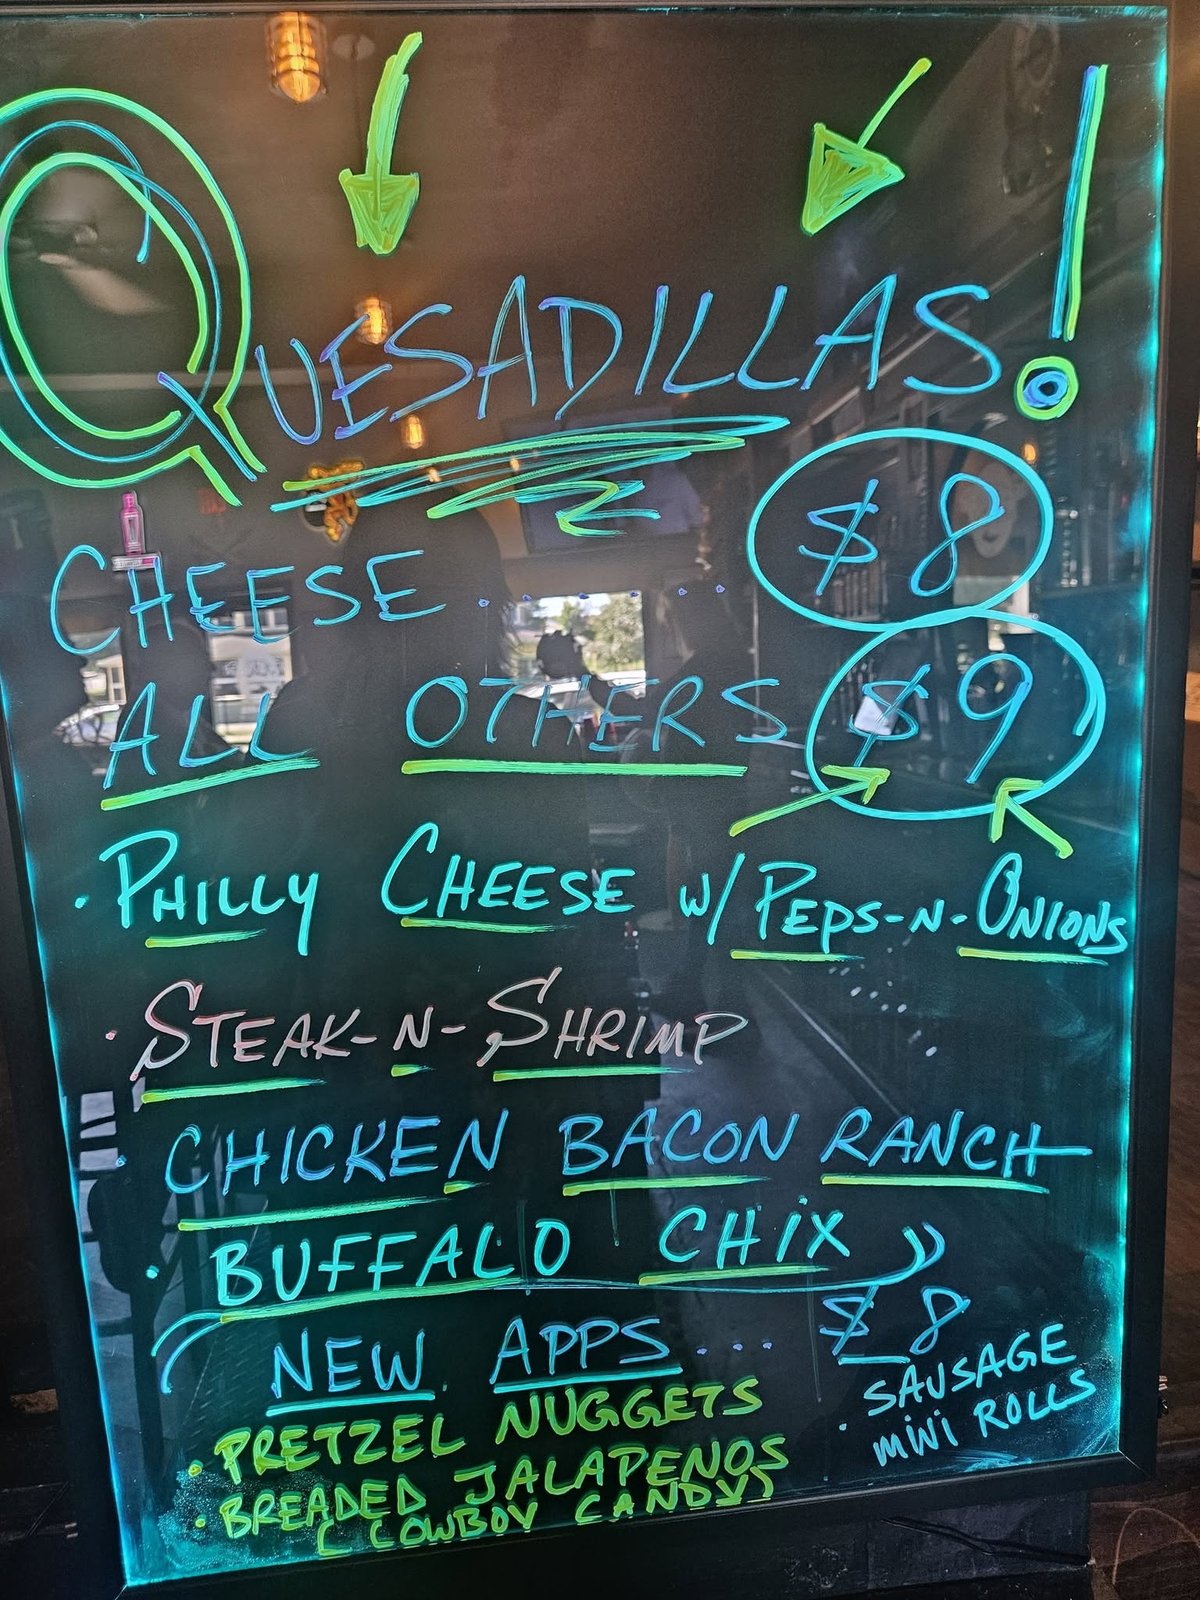 QUESADILLAS!
CHEESE...... $8
ALL OTHERS $9
· PHILLY CHEESE W/ PEPS-N-ONIONS
· STEAK-N-SHRIMP
· CHICKEN BACON RANCH
· BUFFALO CHIX
NEW APPS... $8
· PRETZEL NUGGETS
· BREADED JALAPENOS
(COWBOY CANDY)
· SAUSAGE
MINI ROLLS